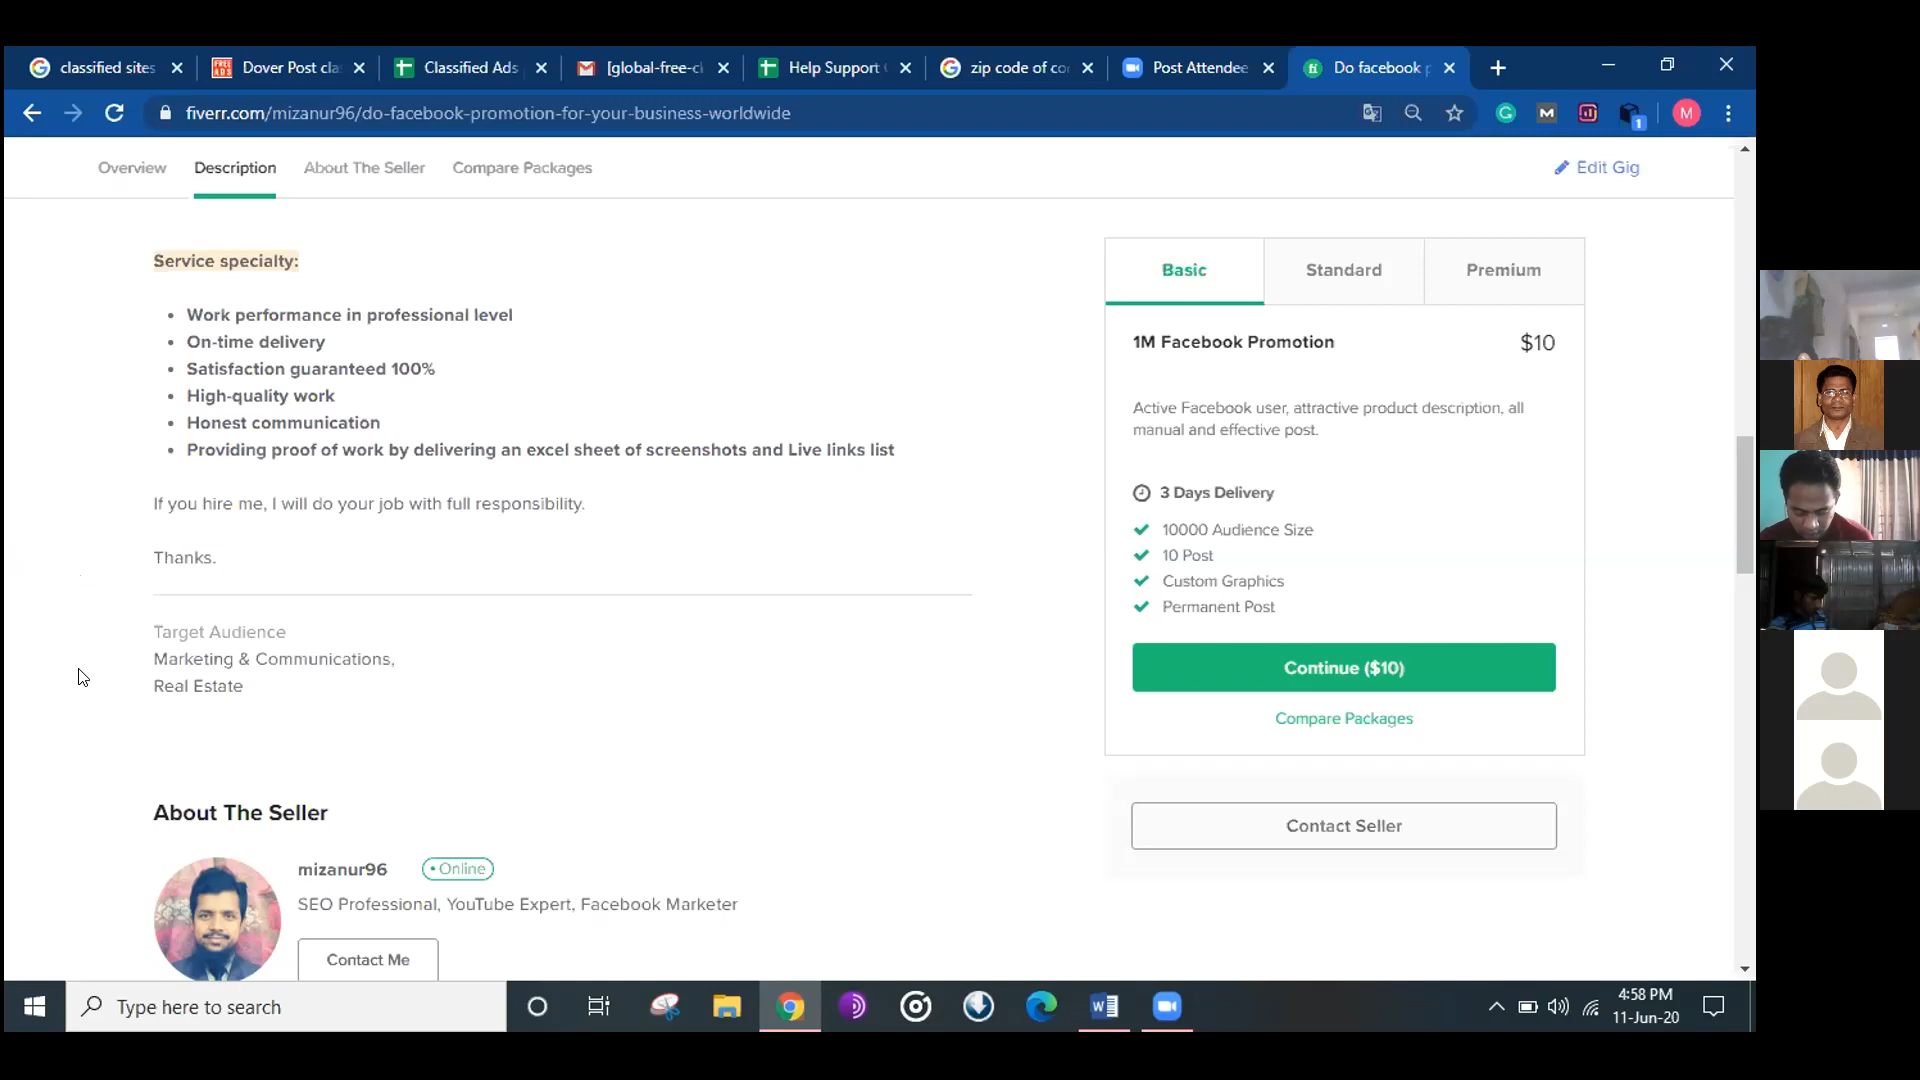 classified sites
Dover Post cla
Classified Ads
[global-free-cl
Help Support
zip code of co
Post Attendee
Do facebook p
fiverr.com/mizanur96/do-facebook-promotion-for-your-business-worldwide
M
1
M
Overview
Description
About The Seller
Compare Packages
Edit Gig
Service specialty:
• Work performance in professional level
• On-time delivery
• Satisfaction guaranteed 100%
• High-quality work
• Honest communication
• Providing proof of work by delivering an excel sheet of screenshots and Live links list
If you hire me, I will do your job with full responsibility.
Thanks.
Target Audience
Marketing & Communications,
Real Estate
About The Seller
mizanur96
• Online
SEO Professional, YouTube Expert, Facebook Marketer
Contact Me
Basic
Standard
Premium
1M Facebook Promotion $10
Active Facebook user, attractive product description, all
manual and effective post.
3 Days Delivery
10000 Audience Size
10 Post
Custom Graphics
Permanent Post
Continue ($10)
Compare Packages
Contact Seller
Type here to search
4:58 PM
11-Jun-20